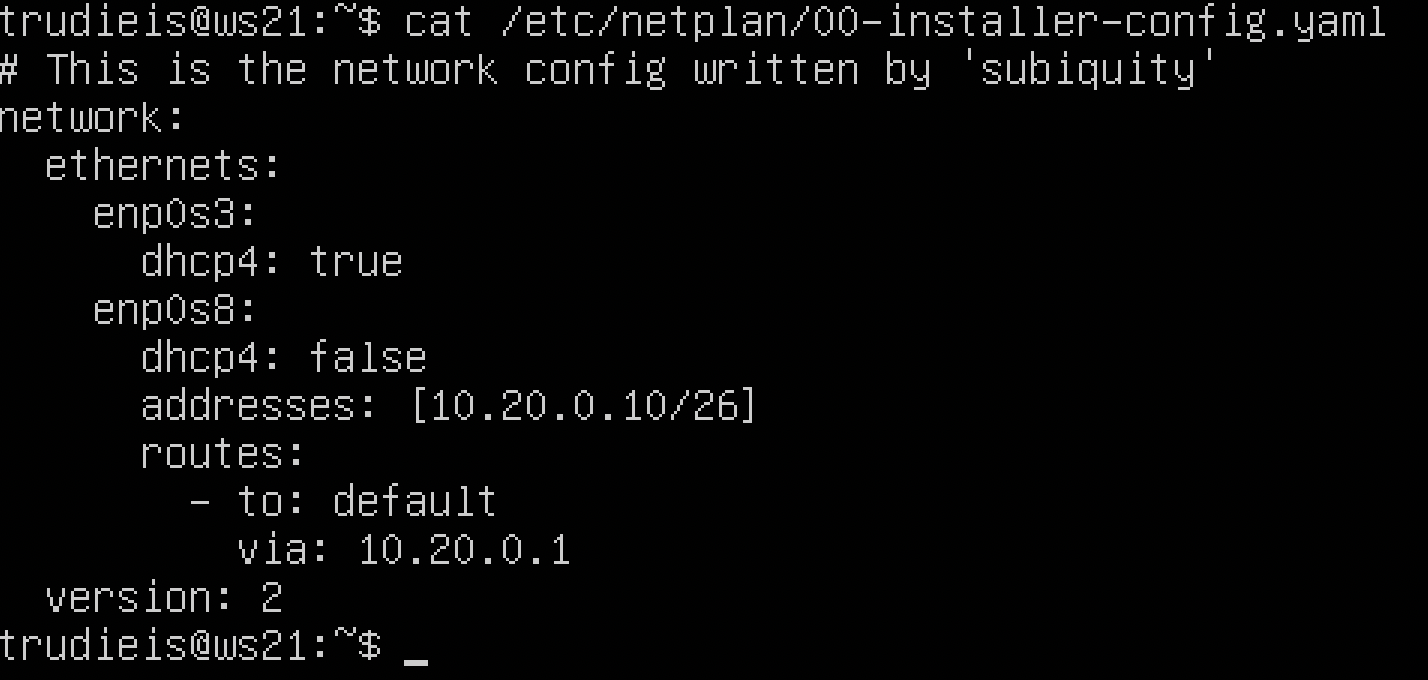 trudieis@ws21:~$ cat /etc/netplan/00-installer-config.yaml
# This is the network config written by 'subiquity'
network:
  ethernets:
    enp0s3:
      dhcp4: true
    enp0s8:
      dhcp4: false
      addresses: [10.20.0.10/26]
      routes:
        - to: default
          via: 10.20.0.1
  version: 2
trudieis@ws21:~$ _